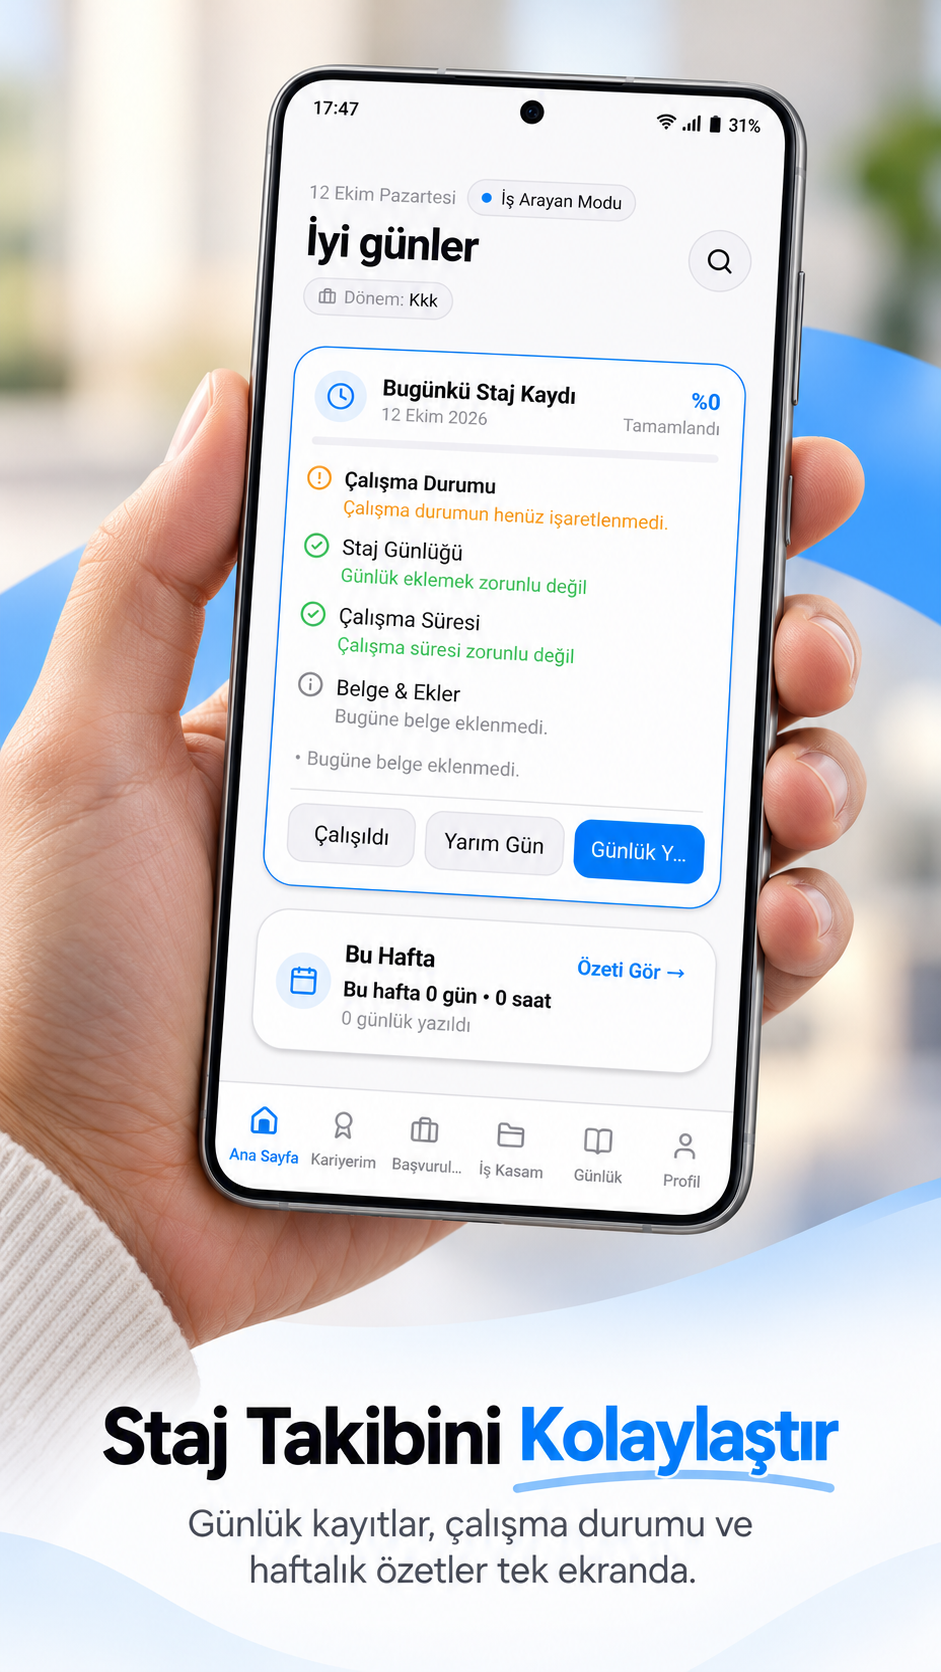 17:47
31%
12 Ekim Pazartesi
İş Arayan Modu
İyi günler
Dönem: Kkk
Bugünkü Staj Kaydı
%0
12 Ekim 2026
Tamamlandı
Çalışma Durumu
Çalışma durumun henüz işaretlenmedi.
Staj Günlüğü
Günlük eklemek zorunlu değil
Çalışma Süresi
Çalışma süresi zorunlu değil
Belge & Ekler
Bugüne belge eklenmedi.
• Bugüne belge eklenmedi.
Çalışıldı
Yarım Gün
Günlük Y...
Bu Hafta
Özeti Gör →
Bu hafta 0 gün • 0 saat
0 günlük yazıldı
Ana Sayfa
Kariyerim
Başvurul...
İş Kasam
Günlük
Profil
Staj Takibini Kolaylaştır
Günlük kayıtlar, çalışma durumu ve
haftalık özetler tek ekranda.